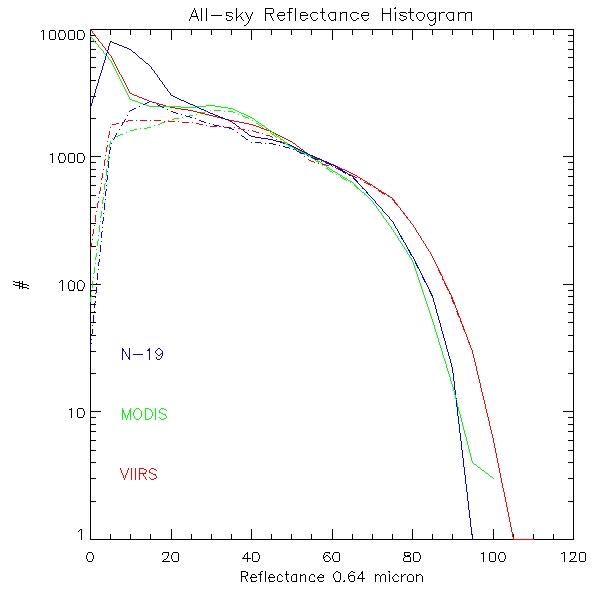 All-sky Reflectance Histogram
10000
1000
100
10
1
#
N-19
MODIS
VIIRS
0 20 40 60 80 100 120
Reflectance 0.64 micron